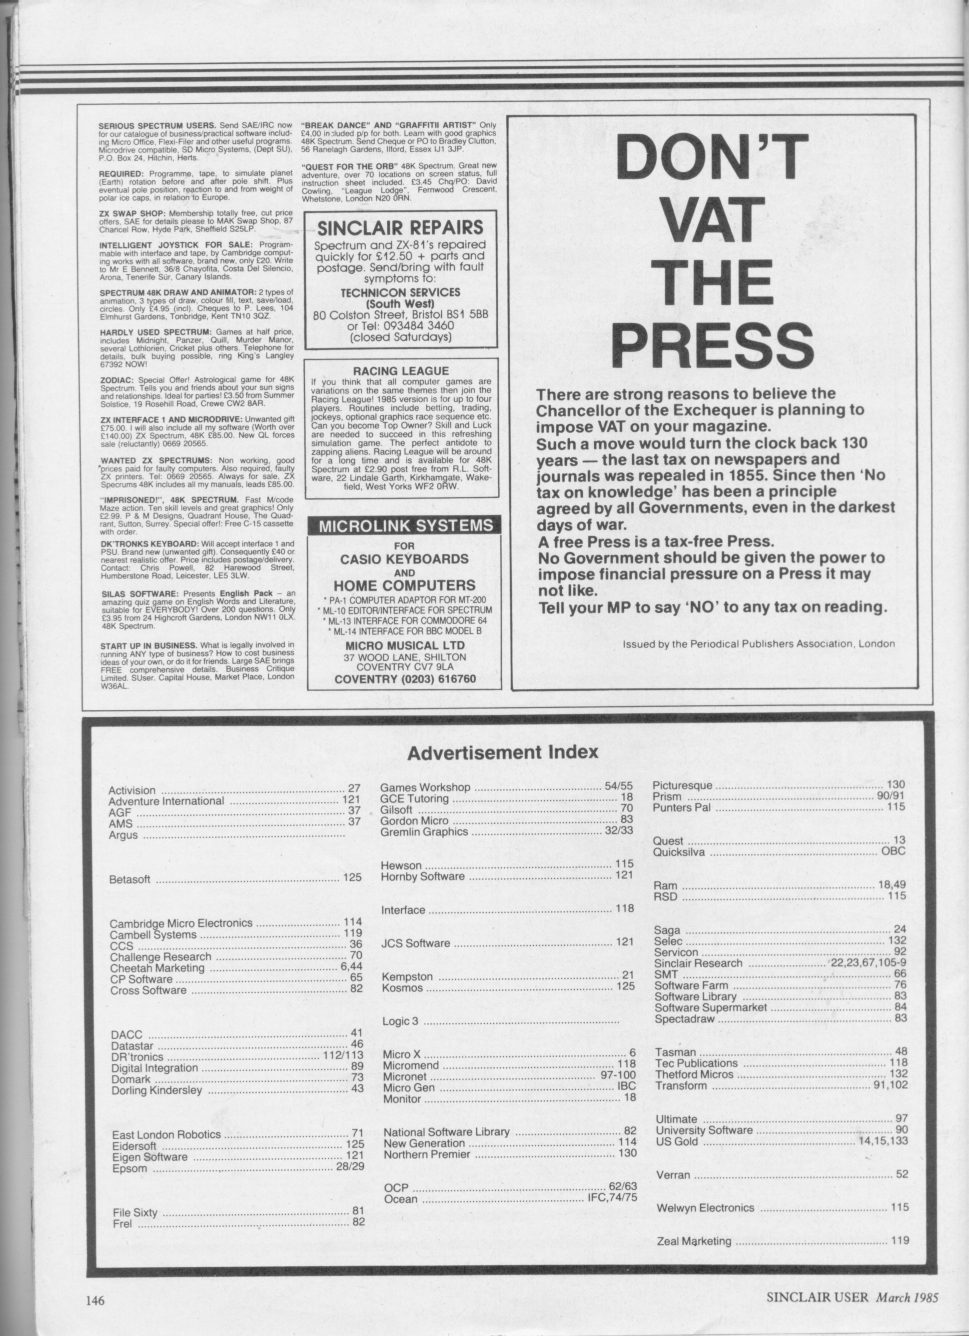 SERIOUS SPECTRUM USERS. Send SAE/IRC now
for our catalogue of business/practical software includ-
ing Micro Office, Flexi-Filer and other useful programs.
Microdrive compatible, SD Micro Systems, (Dept SU),
P.O. Box 24, Hitchin, Herts.
REQUIRED: Programme, tape, to simulate planet
(Earth) rotation before and after pole shift. Plus
eventual pole position, reaction to and from weight of
polar ice caps, in relation to Europe.
ZX SWAP SHOP: Membership totally free, cut price
offers, SAE for details please to MAK Swap Shop, 87
Chancel Row, Hyde Park, Sheffield S25LP.
INTELLIGENT JOYSTICK FOR SALE: Program-
mable with interface and tape, by Cambridge comput-
ing works with all software, brand new, only £20. Write
to Mr E Bennett, 36/8 Chayofita, Costa Del Silencio,
Arona, Tenerife Sur, Canary Islands.
SPECTRUM 48K DRAW AND ANIMATOR: 2 types of
animation, 3 types of draw, colour fill, text, save/load,
circles. Only £4.95 (incl). Cheques to P. Lees, 104
Elmhurst Gardens, Tonbridge, Kent TN10 3QZ.
HARDLY USED SPECTRUM: Games at half price,
includes Midnight, Panzer, Quill, Murder Manor,
several Lothlorien, Cricket plus others. Telephone for
details, bulk buying possible, ring King's Langley
67392 NOW!
ZODIAC: Special Offer! Astrological game for 48K
Spectrum. Tells you and friends about your sun signs
and relationships. Ideal for parties! £3.50 from Summer
Solstice, 19 Rosehill Road, Crewe CW2 8AR.
ZX INTERFACE 1 AND MICRODRIVE: Unwanted gift
£75.00. I will also include all my software (Worth over
£140.00) ZX Spectrum, 48K £85.00. New QL forces
sale (reluctantly) 0669 20565.
WANTED ZX SPECTRUMS: Non working, good
prices paid for faulty computers. Also required, faulty
ZX printers. Tel: 0669 20565. Always for sale, ZX
Specrums 48K includes all my manuals, leads £85.00.
"IMPRISONED!", 48K SPECTRUM. Fast M/code
Maze action. Ten skill levels and great graphics! Only
£2.99. P & M Designs, Quadrant House, The Quad-
rant, Sutton, Surrey. Special offer!: Free C-15 cassette
with order.
DK'TRONKS KEYBOARD: Will accept interface 1 and
PSU. Brand new (unwanted gift). Consequently £40 or
nearest realistic offer. Price includes postage/delivery.
Contact: Chris Powell, 82 Harewood Street,
Humberstone Road, Leicester, LE5 3LW.
SILAS SOFTWARE: Presents English Pack – an
amazing quiz game on English Words and Literature,
suitable for EVERYBODY! Over 200 questions. Only
£3.95 from 24 Highcroft Gardens, London NW11 0LX.
48K Spectrum.
START UP IN BUSINESS. What is legally involved in
running ANY type of business? How to cost business
ideas of your own, or do it for friends. Large SAE brings
FREE comprehensive details. Business Critique
Limited. SUser. Capital House, Market Place, London
W36AL.
"BREAK DANCE" AND "GRAFFITII ARTIST" Only
£4.00 included p/p for both. Learn with good graphics
48K Spectrum. Send Cheque or PO to Bradley Clutton,
56 Ranelagh Gardens, Ilford, Essex IJ1 3JP.
"QUEST FOR THE ORB" 48K Spectrum. Great new
adventure, over 70 locations on screen status, full
instruction sheet included. £3.45 Chq/PO: David
Cowling, "League Lodge", Fernwood Crescent,
Whetstone, London N20 0RN.
SINCLAIR REPAIRS
Spectrum and ZX-81's repaired
quickly for £12.50 + parts and
postage. Send/bring with fault
symptoms to:
TECHNICON SERVICES
(South West)
80 Colston Street, Bristol BS1 5BB
or Tel: 093484 3460
(closed Saturdays)
RACING LEAGUE
If you think that all computer games are
variations on the same themes then join the
Racing League! 1985 version is for up to four
players. Routines include betting, trading,
jockeys, optional graphics race sequence etc.
Can you become Top Owner? Skill and Luck
are needed to succeed in this refreshing
simulation game. The perfect antidote to
zapping aliens. Racing League will be around
for a long time and is available for 48K
Spectrum at £2.90 post free from R.L. Soft-
ware, 22 Lindale Garth, Kirkhamgate, Wake-
field, West Yorks WF2 0RW.
MICROLINK SYSTEMS
FOR
CASIO KEYBOARDS
AND
HOME COMPUTERS
* PA-1 COMPUTER ADAPTOR FOR MT-200
* ML-10 EDITOR/INTERFACE FOR SPECTRUM
* ML-13 INTERFACE FOR COMMODORE 64
* ML-14 INTERFACE FOR BBC MODEL B
MICRO MUSICAL LTD
37 WOOD LANE, SHILTON
COVENTRY CV7 9LA
COVENTRY (0203) 616760
DON'T
VAT
THE
PRESS
There are strong reasons to believe the
Chancellor of the Exchequer is planning to
impose VAT on your magazine.
Such a move would turn the clock back 130
years — the last tax on newspapers and
journals was repealed in 1855. Since then 'No
tax on knowledge' has been a principle
agreed by all Governments, even in the darkest
days of war.
A free Press is a tax-free Press.
No Government should be given the power to
impose financial pressure on a Press it may
not like.
Tell your MP to say 'NO' to any tax on reading.
Issued by the Periodical Publishers Association, London
Advertisement Index
Activision ... 27
Adventure International ... 121
AGF ... 37
AMS ... 37
Argus ...
Betasoft ... 125
Cambridge Micro Electronics ... 114
Cambell Systems ... 119
CCS ... 36
Challenge Research ... 70
Cheetah Marketing ... 6,44
CP Software ... 65
Cross Software ... 82
DACC ... 41
Datastar ... 46
DR'tronics ... 112/113
Digital Integration ... 89
Domark ... 73
Dorling Kindersley ... 43
East London Robotics ... 71
Eidersoft ... 125
Eigen Software ... 121
Epsom ... 28/29
File Sixty ... 81
Frel ... 82
Games Workshop ... 54/55
GCE Tutoring ... 18
Gilsoft ... 70
Gordon Micro ... 83
Gremlin Graphics ... 32/33
Hewson ... 115
Hornby Software ... 121
Interface ... 118
JCS Software ... 121
Kempston ... 21
Kosmos ... 125
Logic 3 ...
Micro X ... 6
Micromend ... 118
Micronet ... 97-100
Micro Gen ... IBC
Monitor ... 18
National Software Library ... 82
New Generation ... 114
Northern Premier ... 130
OCP ... 62/63
Ocean ... IFC,74/75
Picturesque ... 130
Prism ... 90/91
Punters Pal ... 115
Quest ... 13
Quicksilva ... OBC
Ram ... 18,49
RSD ... 115
Saga ... 24
Selec ... 132
Servicon ... 92
Sinclair Research ... 22,23,67,105-9
SMT ... 66
Software Farm ... 76
Software Library ... 83
Software Supermarket ... 84
Spectadraw ... 83
Tasman ... 48
Tec Publications ... 118
Thetford Micros ... 132
Transform ... 91,102
Ultimate ... 97
University Software ... 90
US Gold ... 14,15,133
Verran ... 52
Welwyn Electronics ... 115
Zeal Marketing ... 119
146
SINCLAIR USER March 1985